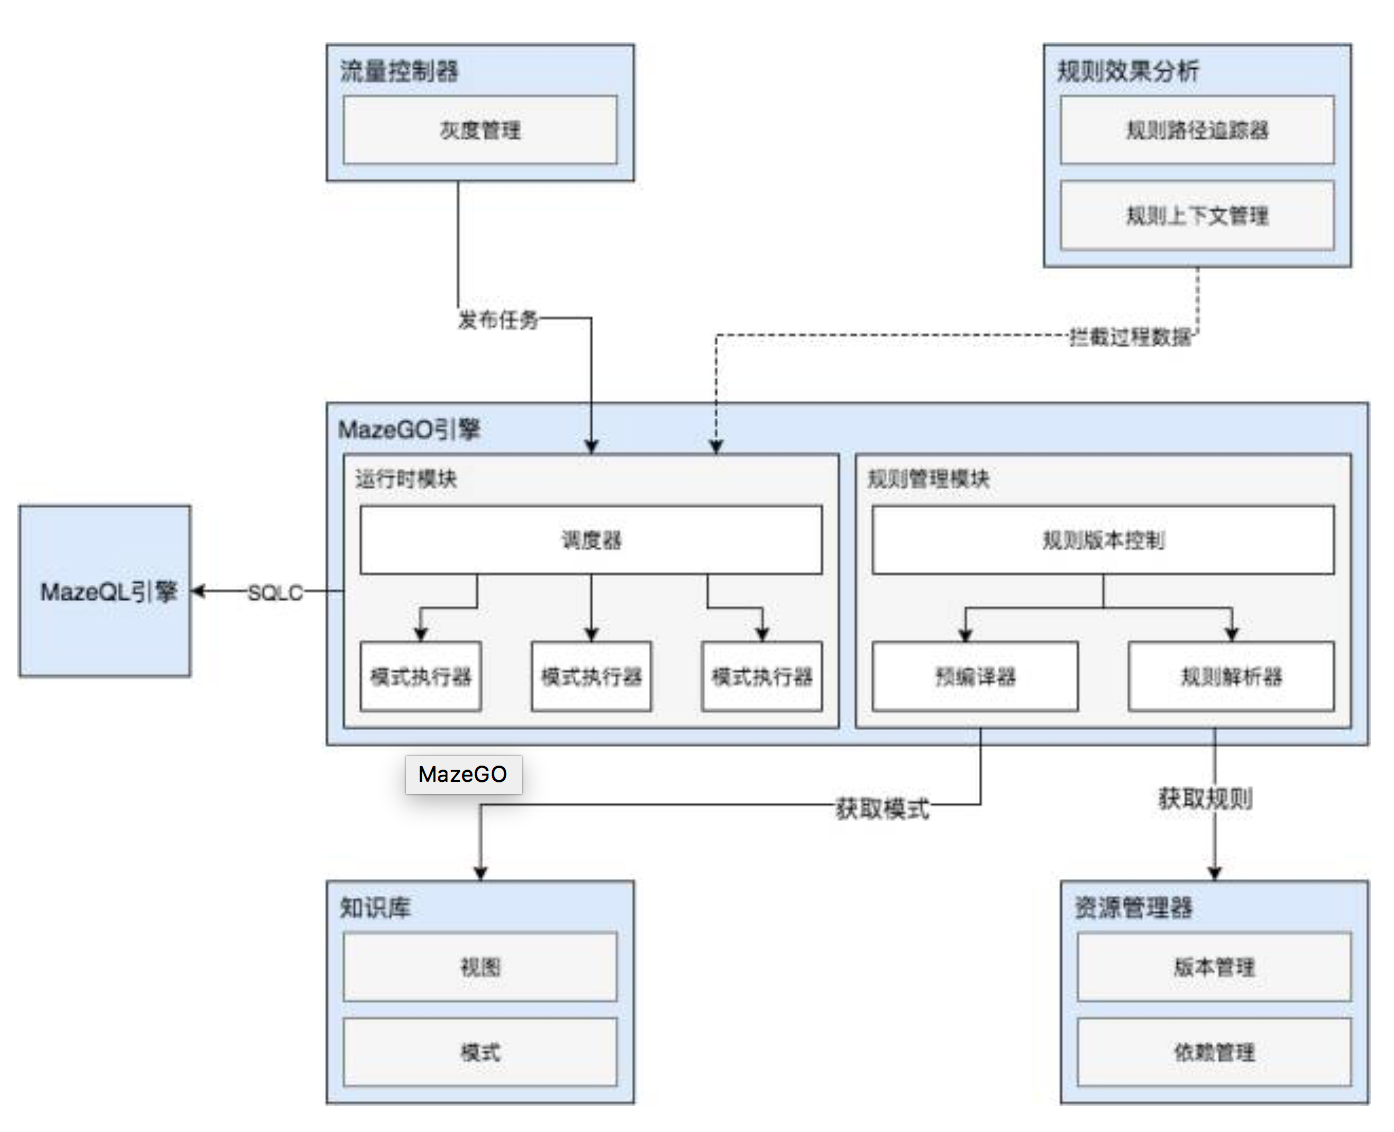 流量控制器
灰度管理
规则效果分析
规则路径追踪器
规则上下文管理
发布任务
拦截过程数据
MazeGO引擎
运行时模块
调度器
模式执行器
模式执行器
模式执行器
规则管理模块
规则版本控制
预编译器
规则解析器
MazeQL引擎
SQLC
MazeGO
获取模式
获取规则
知识库
视图
模式
资源管理器
版本管理
依赖管理